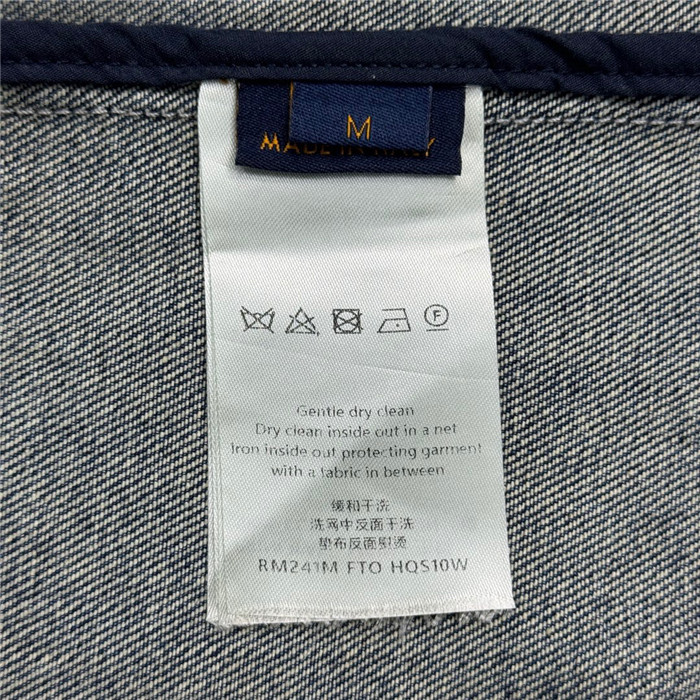 M
MADE IN ITALY
F
Gentle dry clean
Dry clean inside out in a net
Iron inside out protecting garment
with a fabric in between
缓和干洗
洗网中反面干洗
垫布反面熨烫
RM241M FTO HQS10W